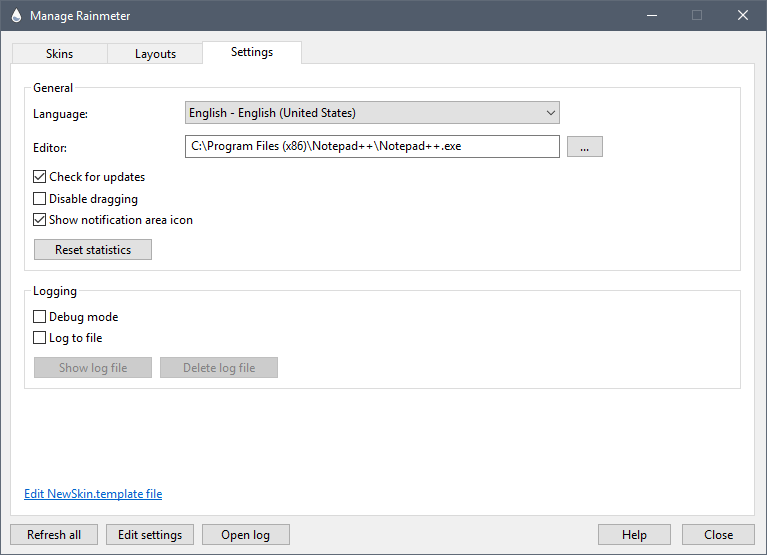 Manage Rainmeter
Skins Layouts Settings
General
Language: English - English (United States)
Editor: C:\Program Files (x86)\Notepad++\Notepad++.exe ...
Check for updates
Disable dragging
Show notification area icon
Reset statistics
Logging
Debug mode
Log to file
Show log file Delete log file
Edit NewSkin.template file
Refresh all Edit settings Open log Help Close